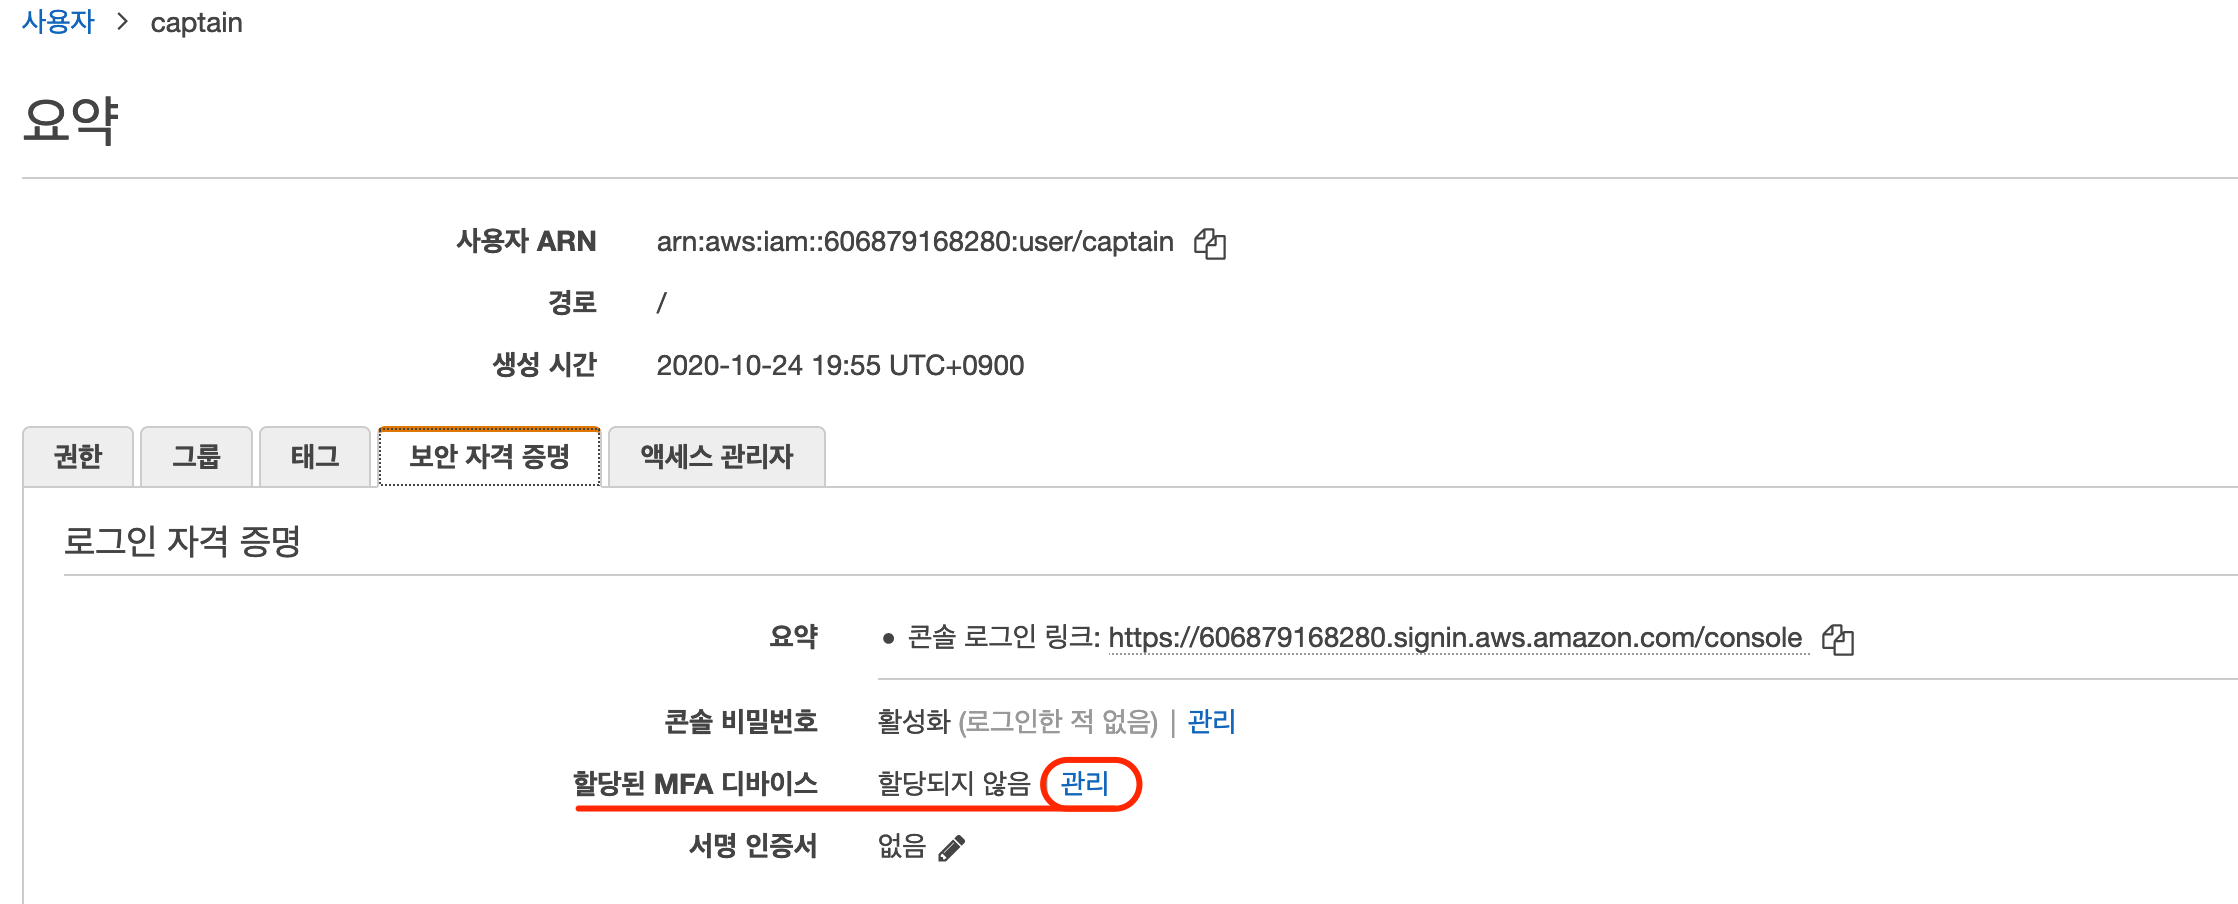 사용자 > captain
요약
사용자 ARN arn:aws:iam::606879168280:user/captain
경로 /
생성 시간 2020-10-24 19:55 UTC+0900
권한 그룹 태그 보안 자격 증명 액세스 관리자
로그인 자격 증명
요약 • 콘솔 로그인 링크: https://606879168280.signin.aws.amazon.com/console
콘솔 비밀번호 활성화 (로그인한 적 없음) | 관리
할당된 MFA 디바이스 할당되지 않음 관리
서명 인증서 없음